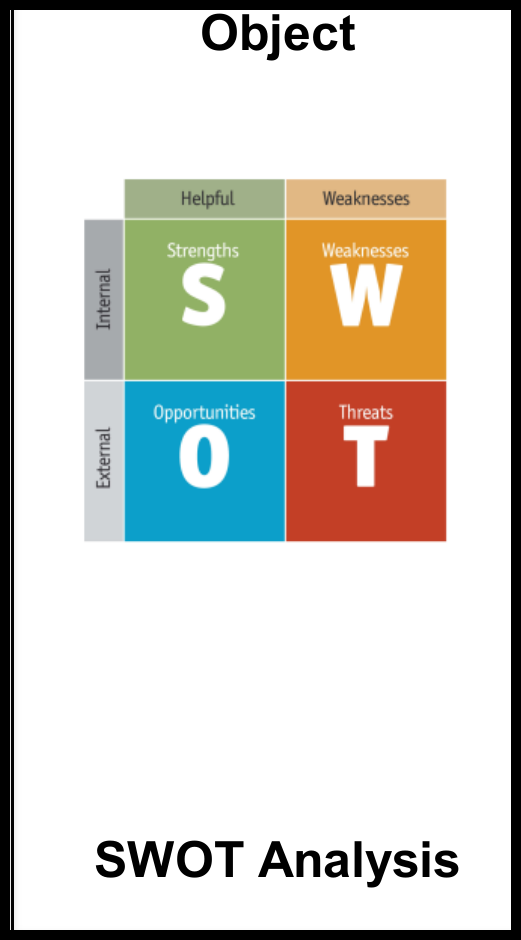 Object
Helpful Weaknesses
Internal
Strengths Weaknesses
S W
External
Opportunities Threats
O T
SWOT Analysis